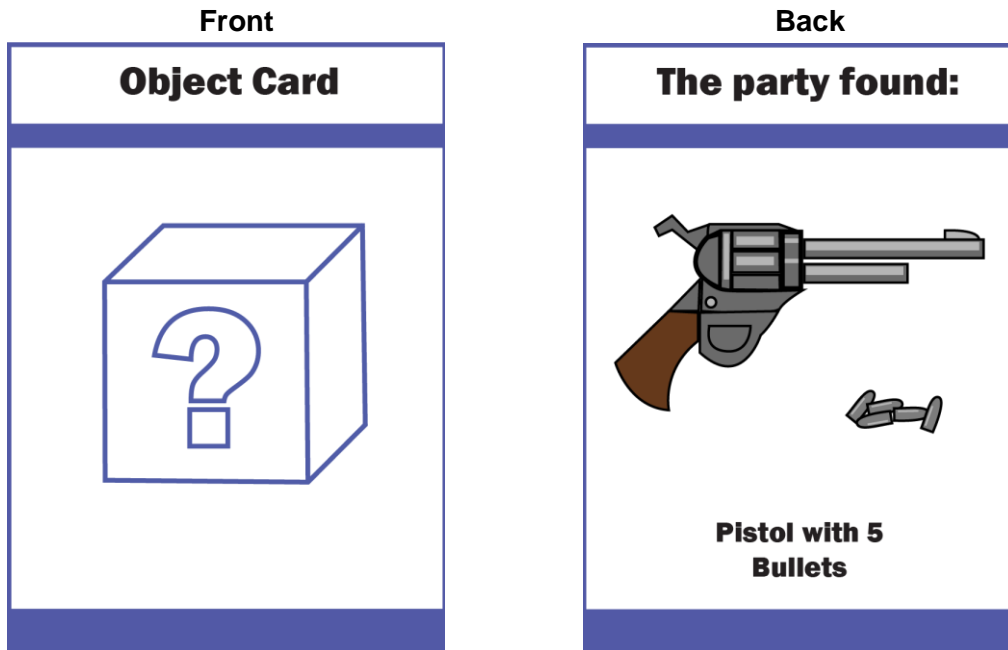 Front
Object Card
?
Back
The party found:
Pistol with 5
Bullets